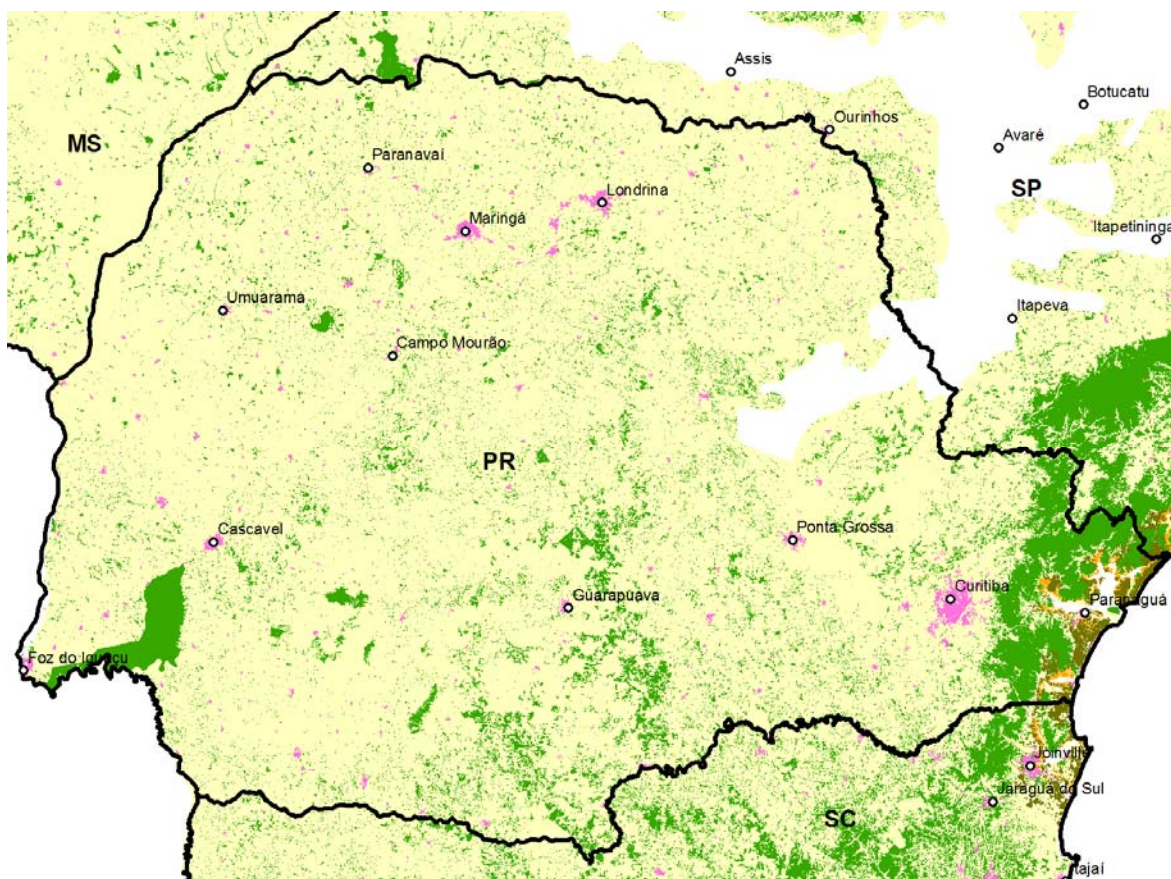 Assis
Botucatu
Ourinhos
Avaré
MS
Paranavaí
SP
Londrina
Maringá
Itapetininga
Umuarama
Itapeva
Campo Mourão
PR
Cascavel
Ponta Grossa
Curitiba
Guarapuava
Paranaguá
Foz do Iguaçu
Joinville
Jaraguá do Sul
SC
Itajaí